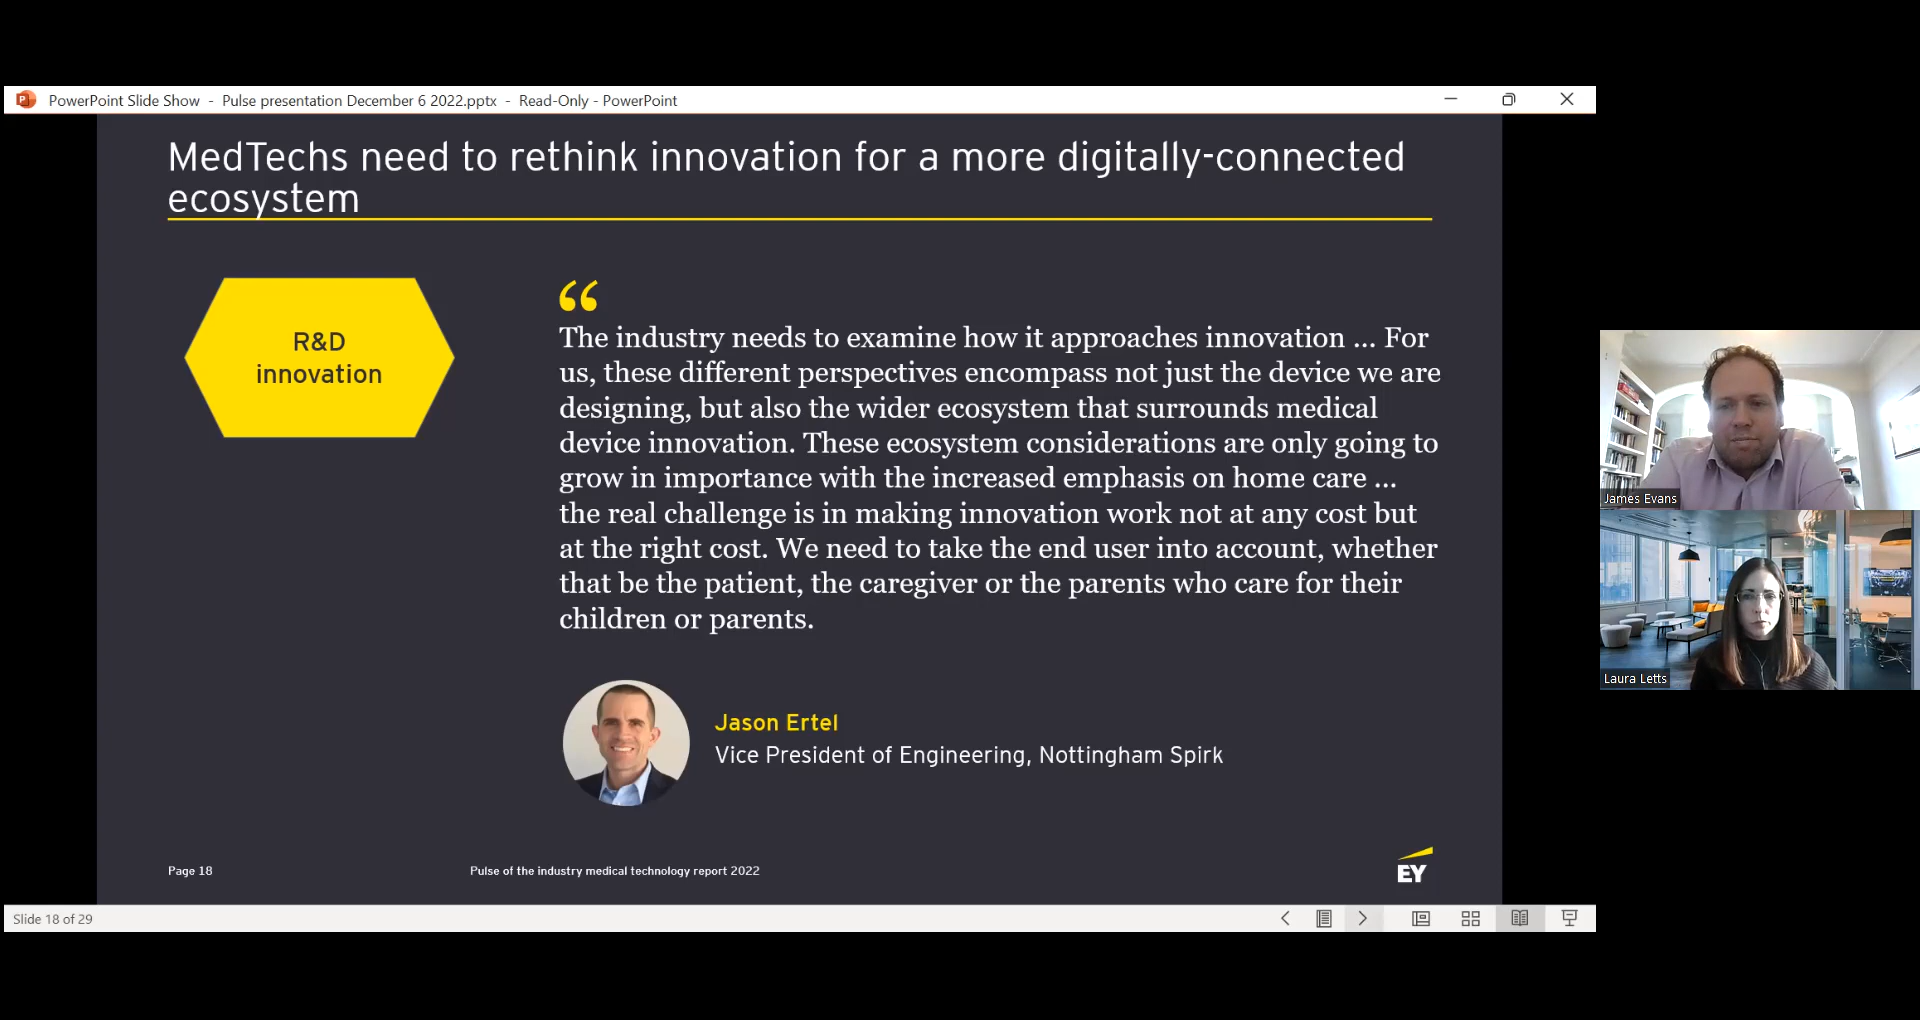 PowerPoint Slide Show - Pulse presentation December 6 2022.pptx - Read-Only - PowerPoint
MedTechs need to rethink innovation for a more digitally-connected
ecosystem
R&D
innovation
“
The industry needs to examine how it approaches innovation ... For
us, these different perspectives encompass not just the device we are
designing, but also the wider ecosystem that surrounds medical
device innovation. These ecosystem considerations are only going to
grow in importance with the increased emphasis on home care ...
the real challenge is in making innovation work not at any cost but
at the right cost. We need to take the end user into account, whether
that be the patient, the caregiver or the parents who care for their
children or parents.
Jason Ertel
Vice President of Engineering, Nottingham Spirk
Page 18
Pulse of the industry medical technology report 2022
EY
Slide 18 of 29
James Evans
Laura Letts